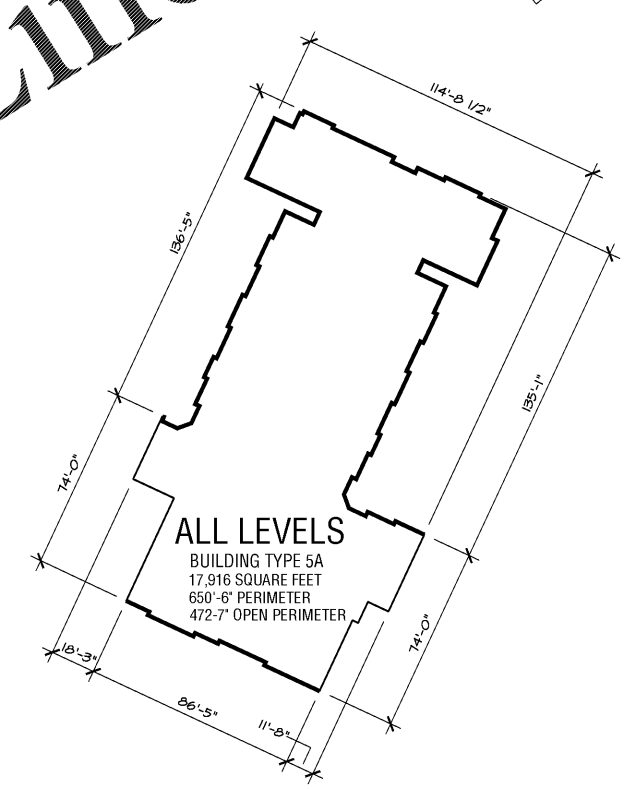 114'-8 1/2"
136'-5"
135'-1"
74'-0"
ALL LEVELS
BUILDING TYPE 5A
17,916 SQUARE FEET
650'-6" PERIMETER
472-7" OPEN PERIMETER
74'-0"
18'-3"
86'-5"
11'-8"